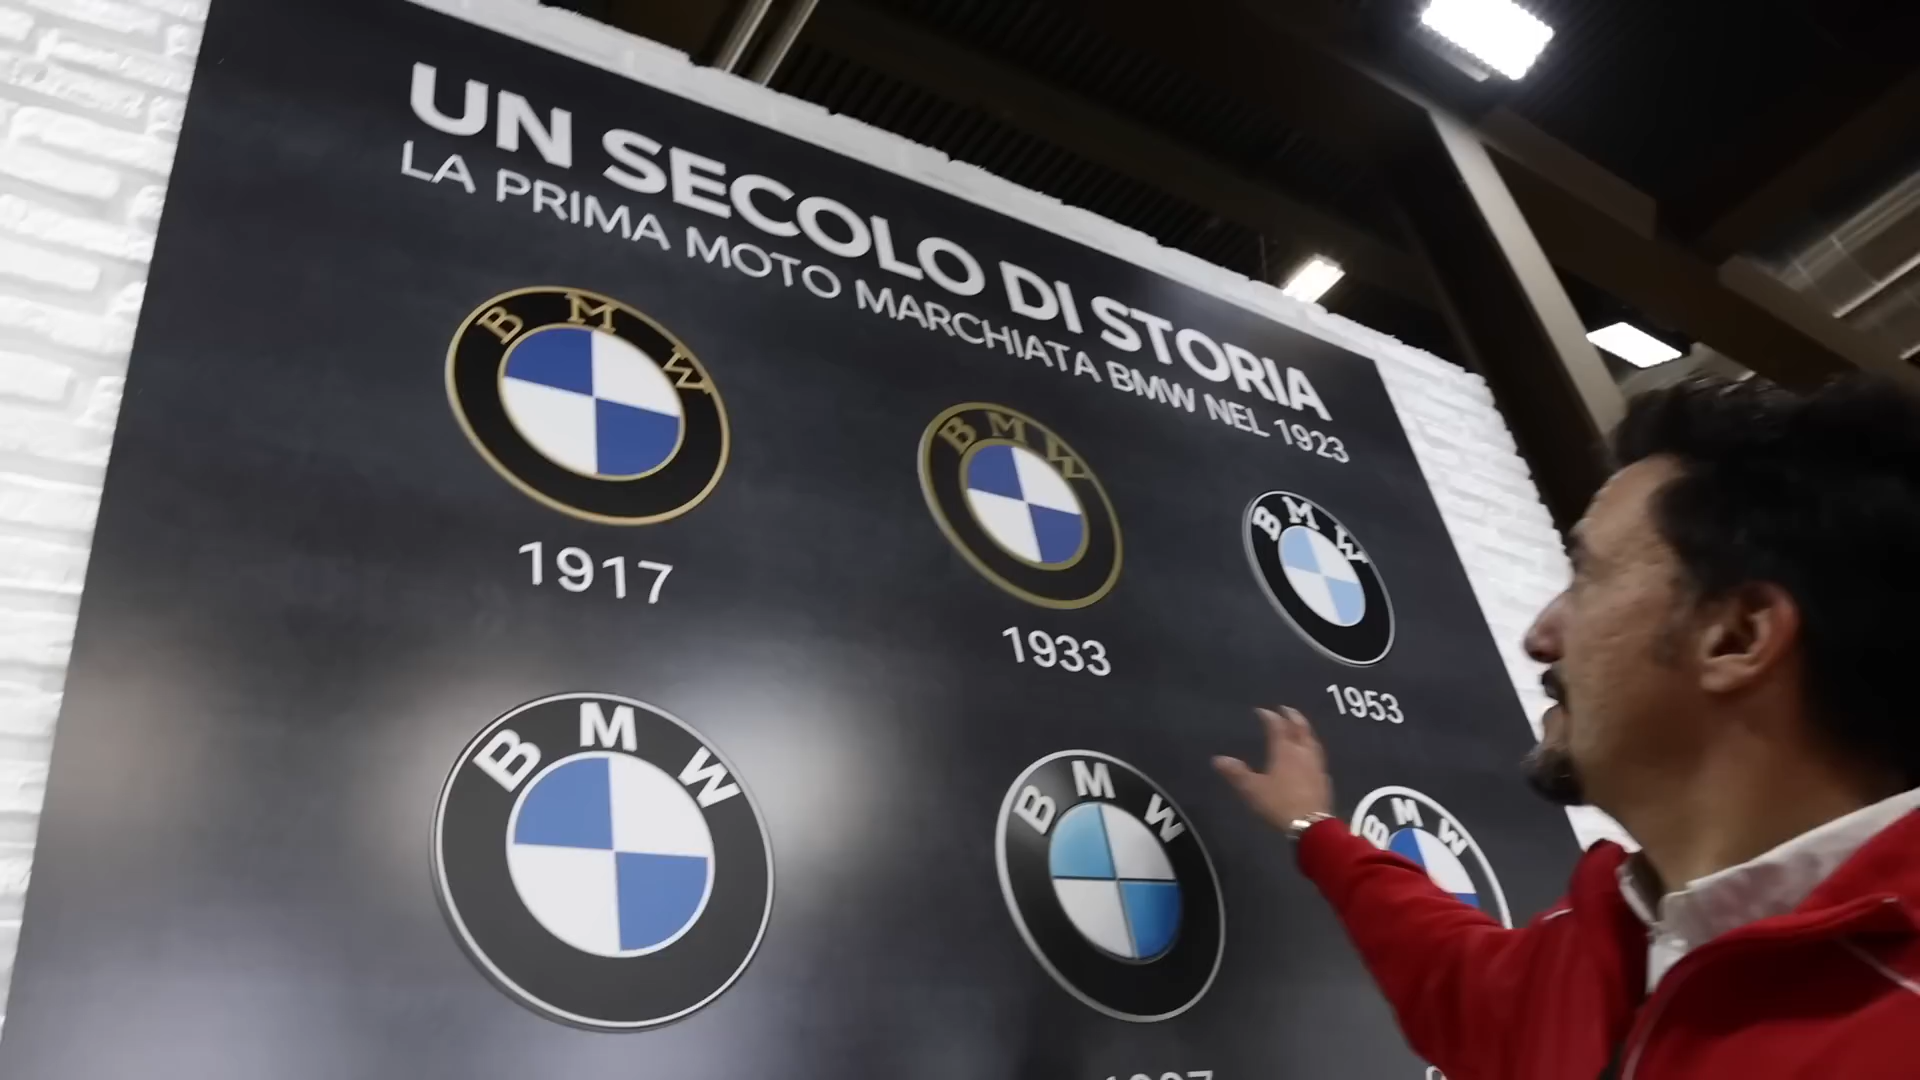 UN SECOLO DI STORIA
LA PRIMA MOTO MARCHIATA BMW NEL 1923
BMW
BMW
BMW
1917
1933
1953
BMW
BMW
BMW